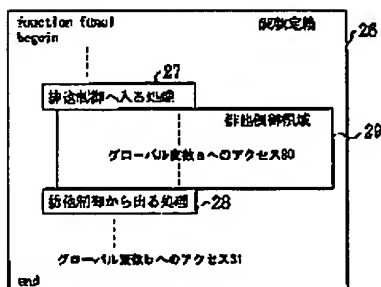 function func1
関数定義
begin
26
27
排他制御へ入る処理
排他制御領域
29
グローバル変数aへのアクセス30
排他制御から出る処理
28
グローバル変数bへのアクセス31
end